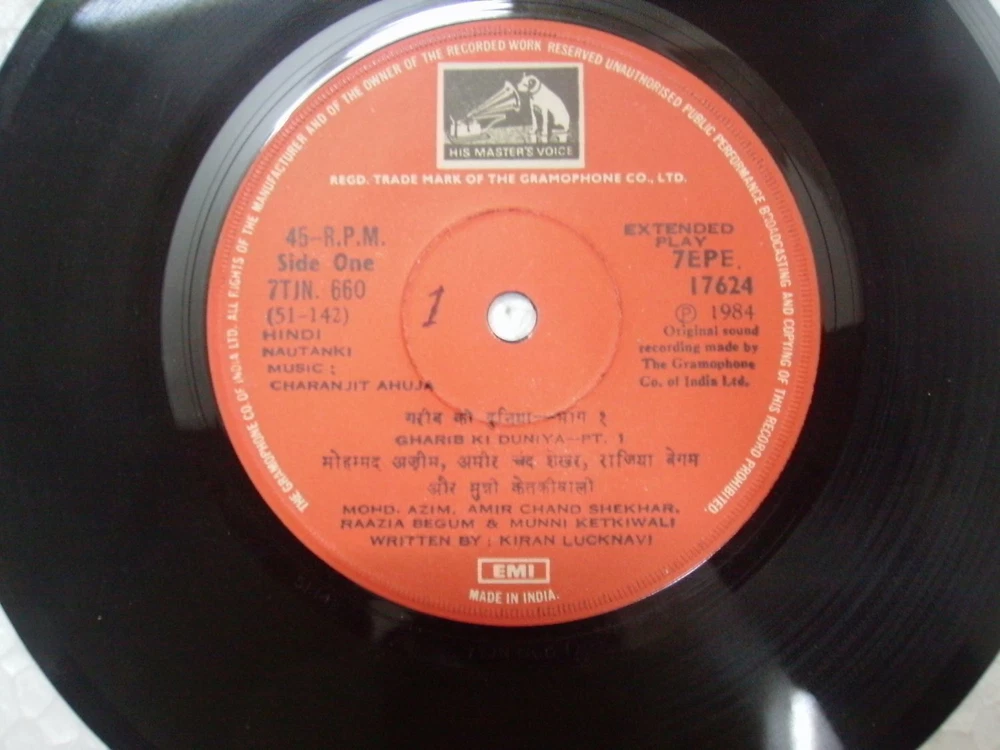 THE GRAMOPHONE CO. OF INDIA LTD. ALL RIGHTS OF THE MANUFACTURER AND OF THE OWNER OF THE RECORDED WORK RESERVED UNAUTHORISED PUBLIC PERFORMANCE BROADCASTING AND COPYING OF THIS RECORD PROHIBITED.
HIS MASTER'S VOICE
REGD. TRADE MARK OF THE GRAMOPHONE CO., LTD.
45-R.P.M.
Side One
7TJN. 660
(51-142)
HINDI
NAUTANKI
MUSIC :
CHARANJIT AHUJA
1
EXTENDED
PLAY
7EPE.
17624
℗ 1984
Original sound
recording made by
The Gramophone
Co. of India Ltd.
गरीब की दुनिया—भाग १
GHARIB KI DUNIYA—PT. 1
मोहम्मद अज़ीम, अमीर चंद शेखर, राजिया बेगम
और मुन्नी केतकीवाली
MOHD. AZIM, AMIR CHAND SHEKHAR,
RAAZIA BEGUM & MUNNI KETKIWALI
WRITTEN BY : KIRAN LUCKNAVI
EMI
MADE IN INDIA.